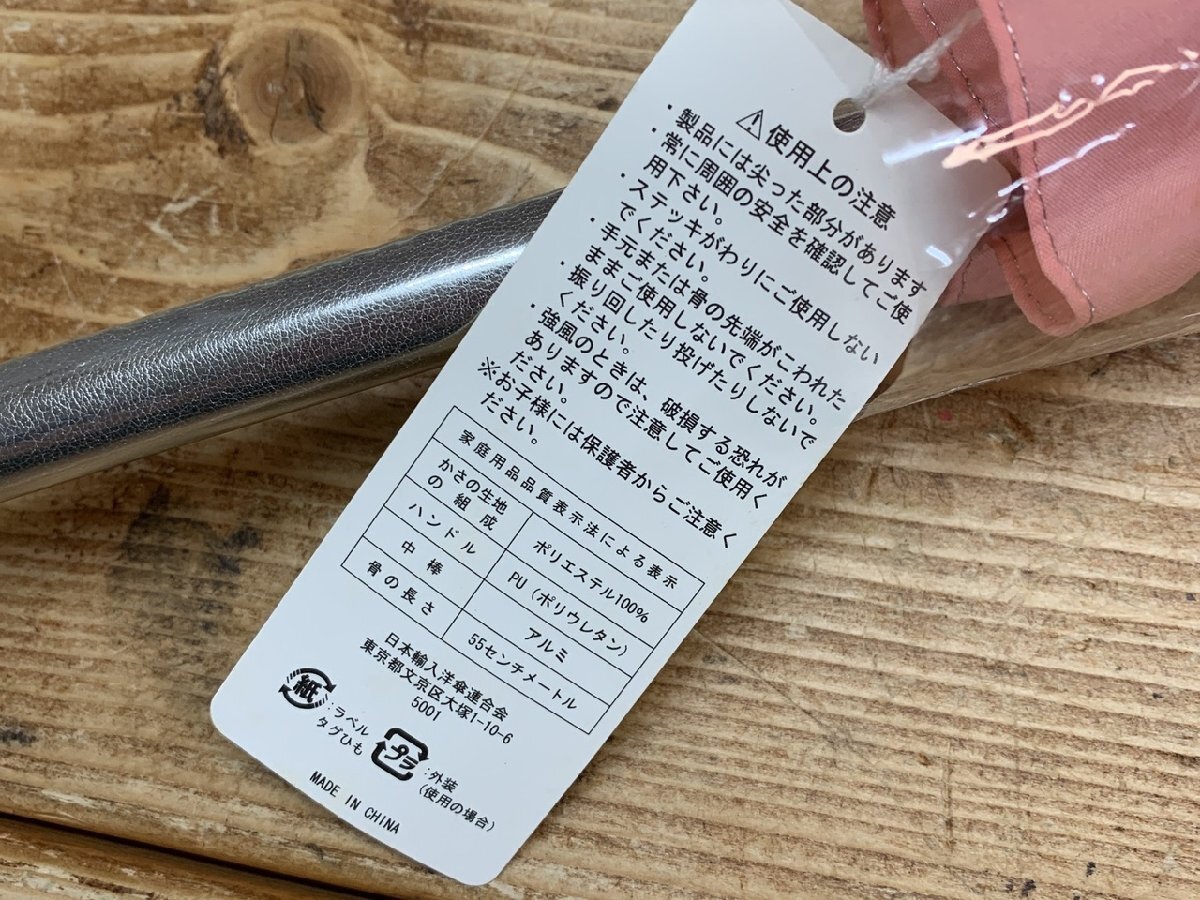 ⚠使用上の注意
・製品には尖った部分があります
・常に周囲の安全を確認してご使
用下さい。
・ステッキがわりにご使用しない
でください。
・手元または骨の先端がこわれた
ままご使用しないでください。
・振り回したり投げたりしないで
ください。
・強風のときは、破損する恐れが
ありますので注意してご使用く
ださい。
※お子様には保護者からご注意く
ださい。
家庭用品品質表示法による表示
かさの生地
の組成 ポリエステル100%
ハンドル PU(ポリウレタン)
中棒 アルミ
骨の長さ 55センチメートル
日本輸入洋傘連合会
東京都文京区大塚1-10-6
5001
紙:ラベル
タグひも
プラ:外装
(使用の場合)
MADE IN CHINA